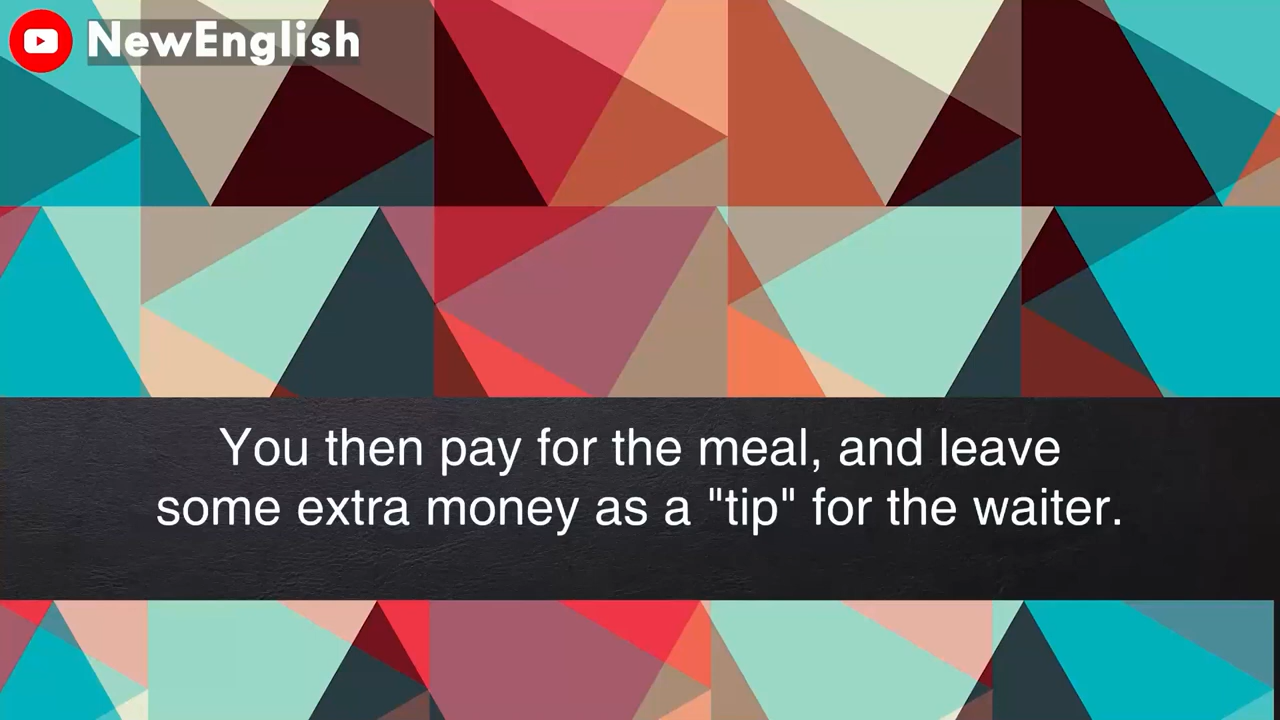 NewEnglish
You then pay for the meal, and leave
some extra money as a "tip" for the waiter.